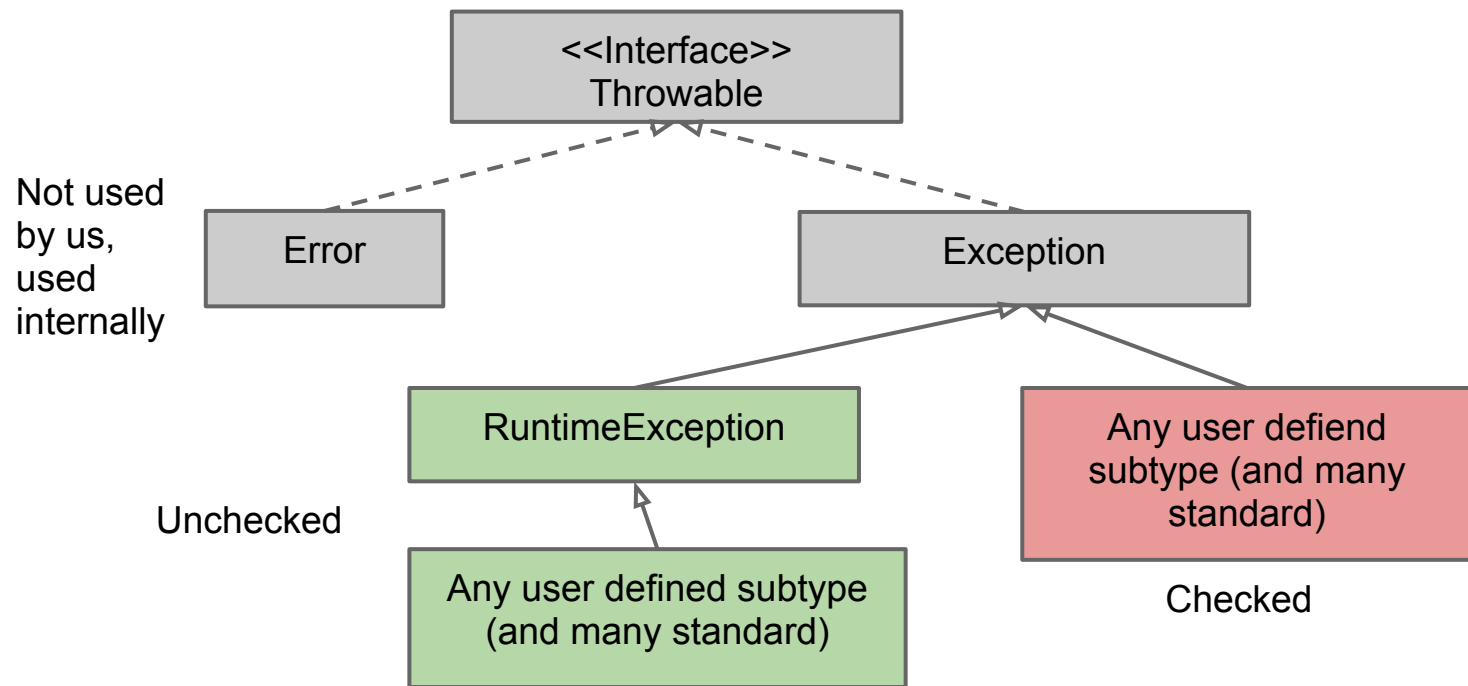 <<Interface>>
Throwable
Not used
by us,
used
internally
Error
Exception
RuntimeException
Any user defiend
subtype (and many
standard)
Unchecked
Any user defined subtype
(and many standard)
Checked